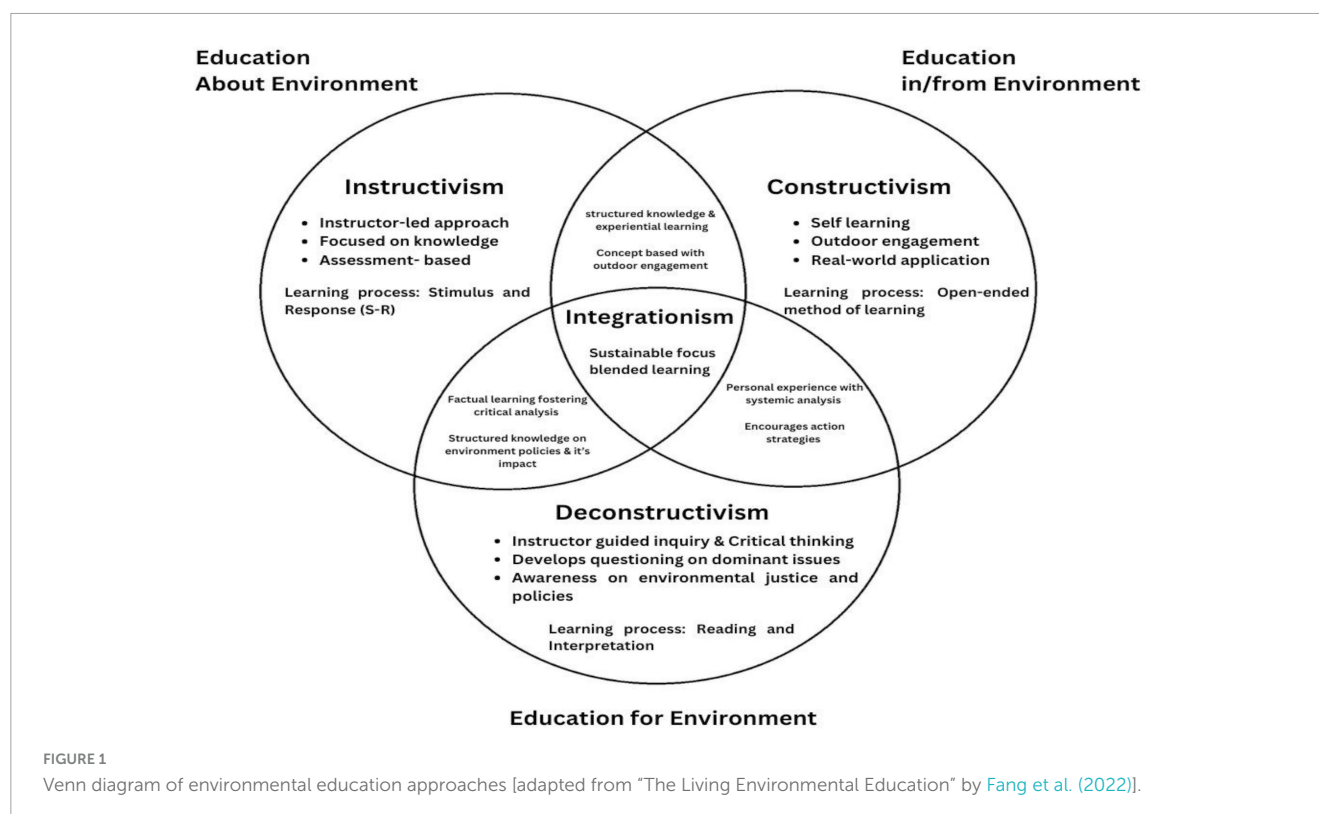 Education
About Environment
Education
in/from Environment
Instructivism
• Instructor-led approach
• Focused on knowledge
• Assessment- based
Learning process: Stimulus and
Response (S-R)
structured knowledge &
experiential learning
Concept based with
outdoor engagement
Constructivism
• Self learning
• Outdoor engagement
• Real-world application
Learning process: Open-ended
method of learning
Integrationism
Sustainable focus
blended learning
Factual learning fostering
critical analysis
Structured knowledge on
environment policies & it's
impact
Personal experience with
systemic analysis
Encourages action
strategies
Deconstructivism
• Instructor guided inquiry & Critical thinking
• Develops questioning on dominant issues
• Awareness on environmental justice and
policies
Learning process: Reading and
Interpretation
Education for Environment
FIGURE 1
Venn diagram of environmental education approaches [adapted from “The Living Environmental Education” by Fang et al. (2022)].